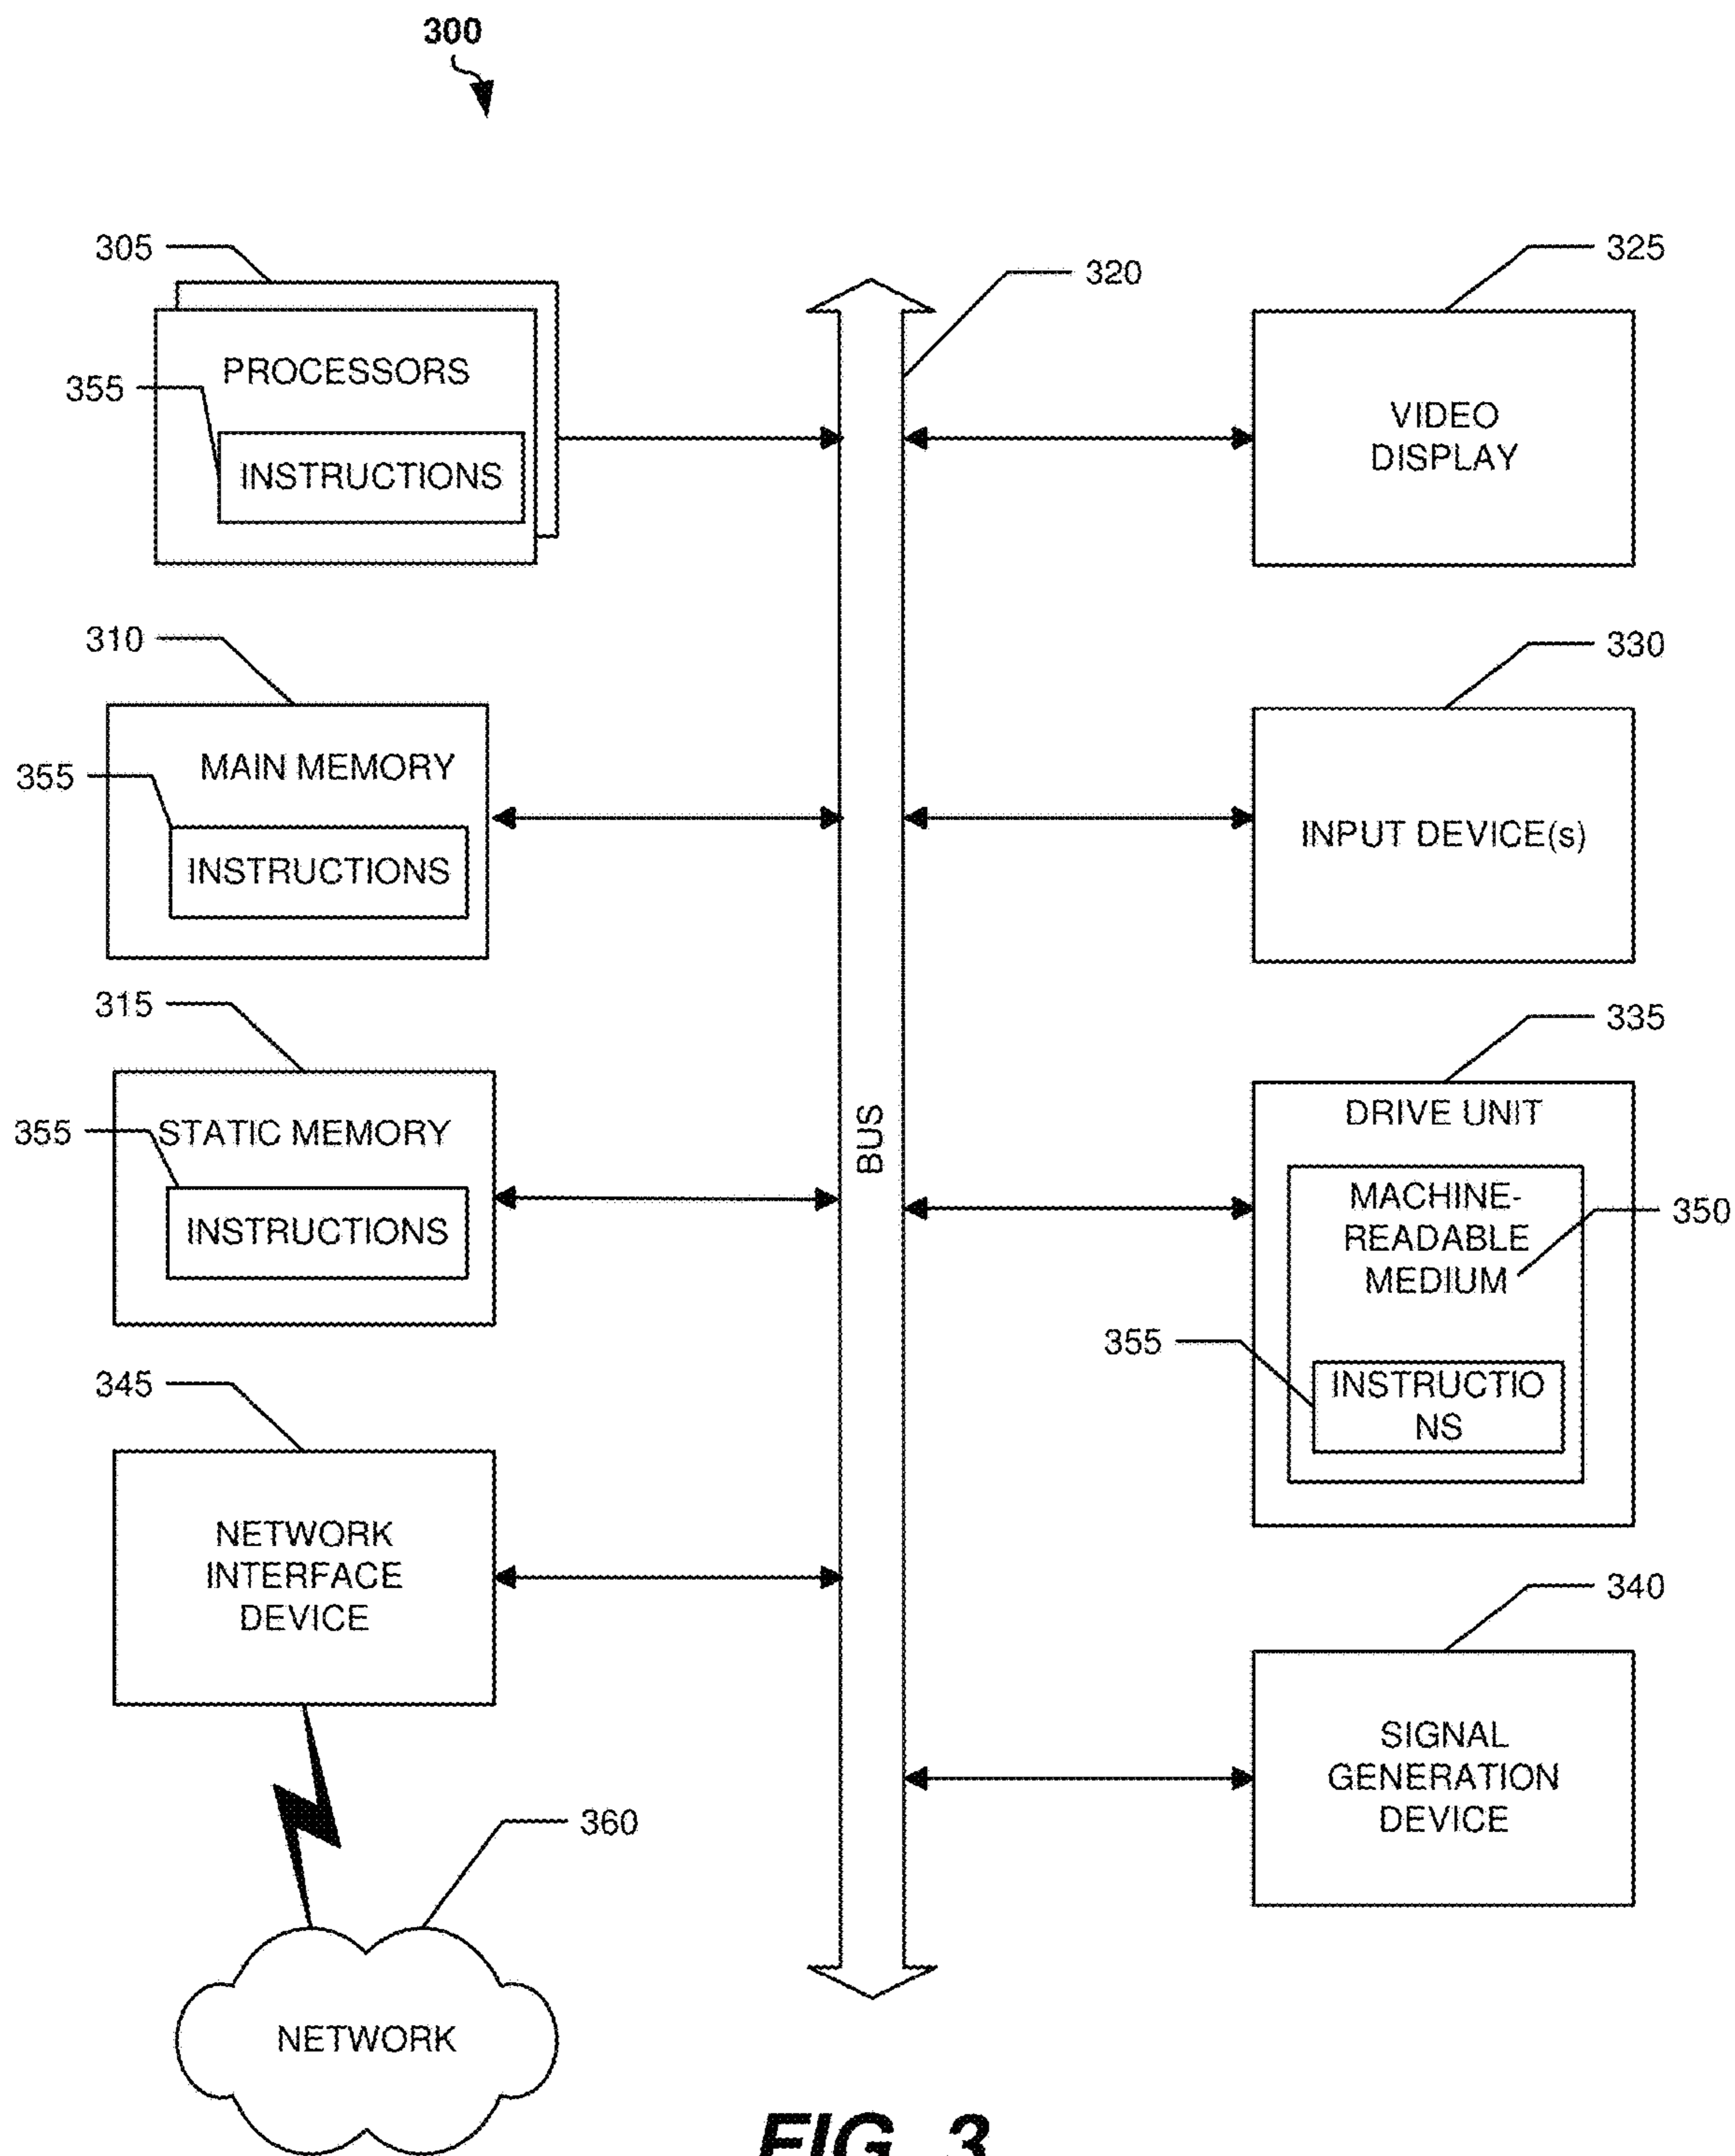 300
305
PROCESSORS
355
INSTRUCTIONS
320
325
VIDEO
DISPLAY
310
MAIN MEMORY
355
INSTRUCTIONS
330
INPUT DEVICE(s)
315
STATIC MEMORY
355
INSTRUCTIONS
BUS
335
DRIVE UNIT
MACHINE-
READABLE
MEDIUM
350
355
INSTRUCTIO
NS
345
NETWORK
INTERFACE
DEVICE
340
SIGNAL
GENERATION
DEVICE
360
NETWORK
FIG. 3